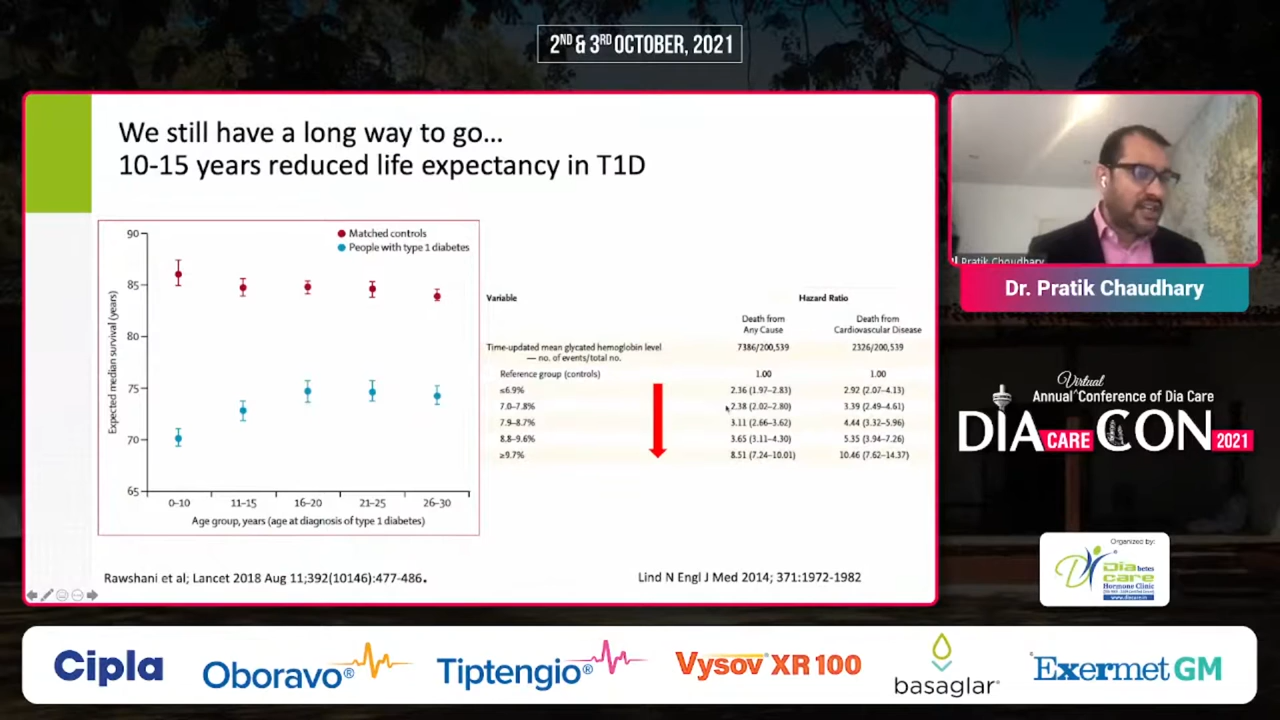 2ND & 3RD OCTOBER, 2021
We still have a long way to go...
10-15 years reduced life expectancy in T1D
90
85
80
75
70
65
Expected median survival (years)
Matched controls
People with type 1 diabetes
0–10 11–15 16–20 21–25 26–30
Age group, years (age at diagnosis of type 1 diabetes)
Variable Hazard Ratio
Death from Any Cause Death from Cardiovascular Disease
Time-updated mean glycated hemoglobin level 7386/200,539 2326/200,539
— no. of events/total no.
Reference group (controls) 1.00 1.00
≤6.9% 2.36 (1.97–2.83) 2.92 (2.07–4.13)
7.0–7.8% 2.38 (2.02–2.80) 3.39 (2.49–4.61)
7.9–8.7% 3.11 (2.66–3.62) 4.44 (3.32–5.96)
8.8–9.6% 3.65 (3.11–4.30) 5.35 (3.94–7.26)
≥9.7% 8.51 (7.24–10.01) 10.46 (7.62–14.37)
Rawshani et al; Lancet 2018 Aug 11;392(10146):477-486.
Lind N Engl J Med 2014; 371:1972-1982
Pratik Choudhary
Dr. Pratik Chaudhary
Virtual
Annual Conference of Dia Care
DIA CARE CON 2021
Organized by:
Diabetes
care
Hormone Clinic
www.diacare.in
Cipla
Oboravo®
Tiptengio®
Vysov XR 100
basaglar®
Exermet GM